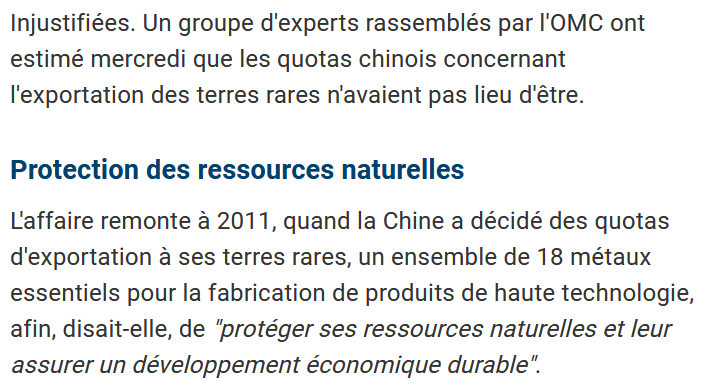 Injustifiées. Un groupe d'experts rassemblés par l'OMC ont
estimé mercredi que les quotas chinois concernant
l'exportation des terres rares n'avaient pas lieu d'être.
Protection des ressources naturelles
L'affaire remonte à 2011, quand la Chine a décidé des quotas
d'exportation à ses terres rares, un ensemble de 18 métaux
essentiels pour la fabrication de produits de haute technologie,
afin, disait-elle, de "protéger ses ressources naturelles et leur
assurer un développement économique durable".